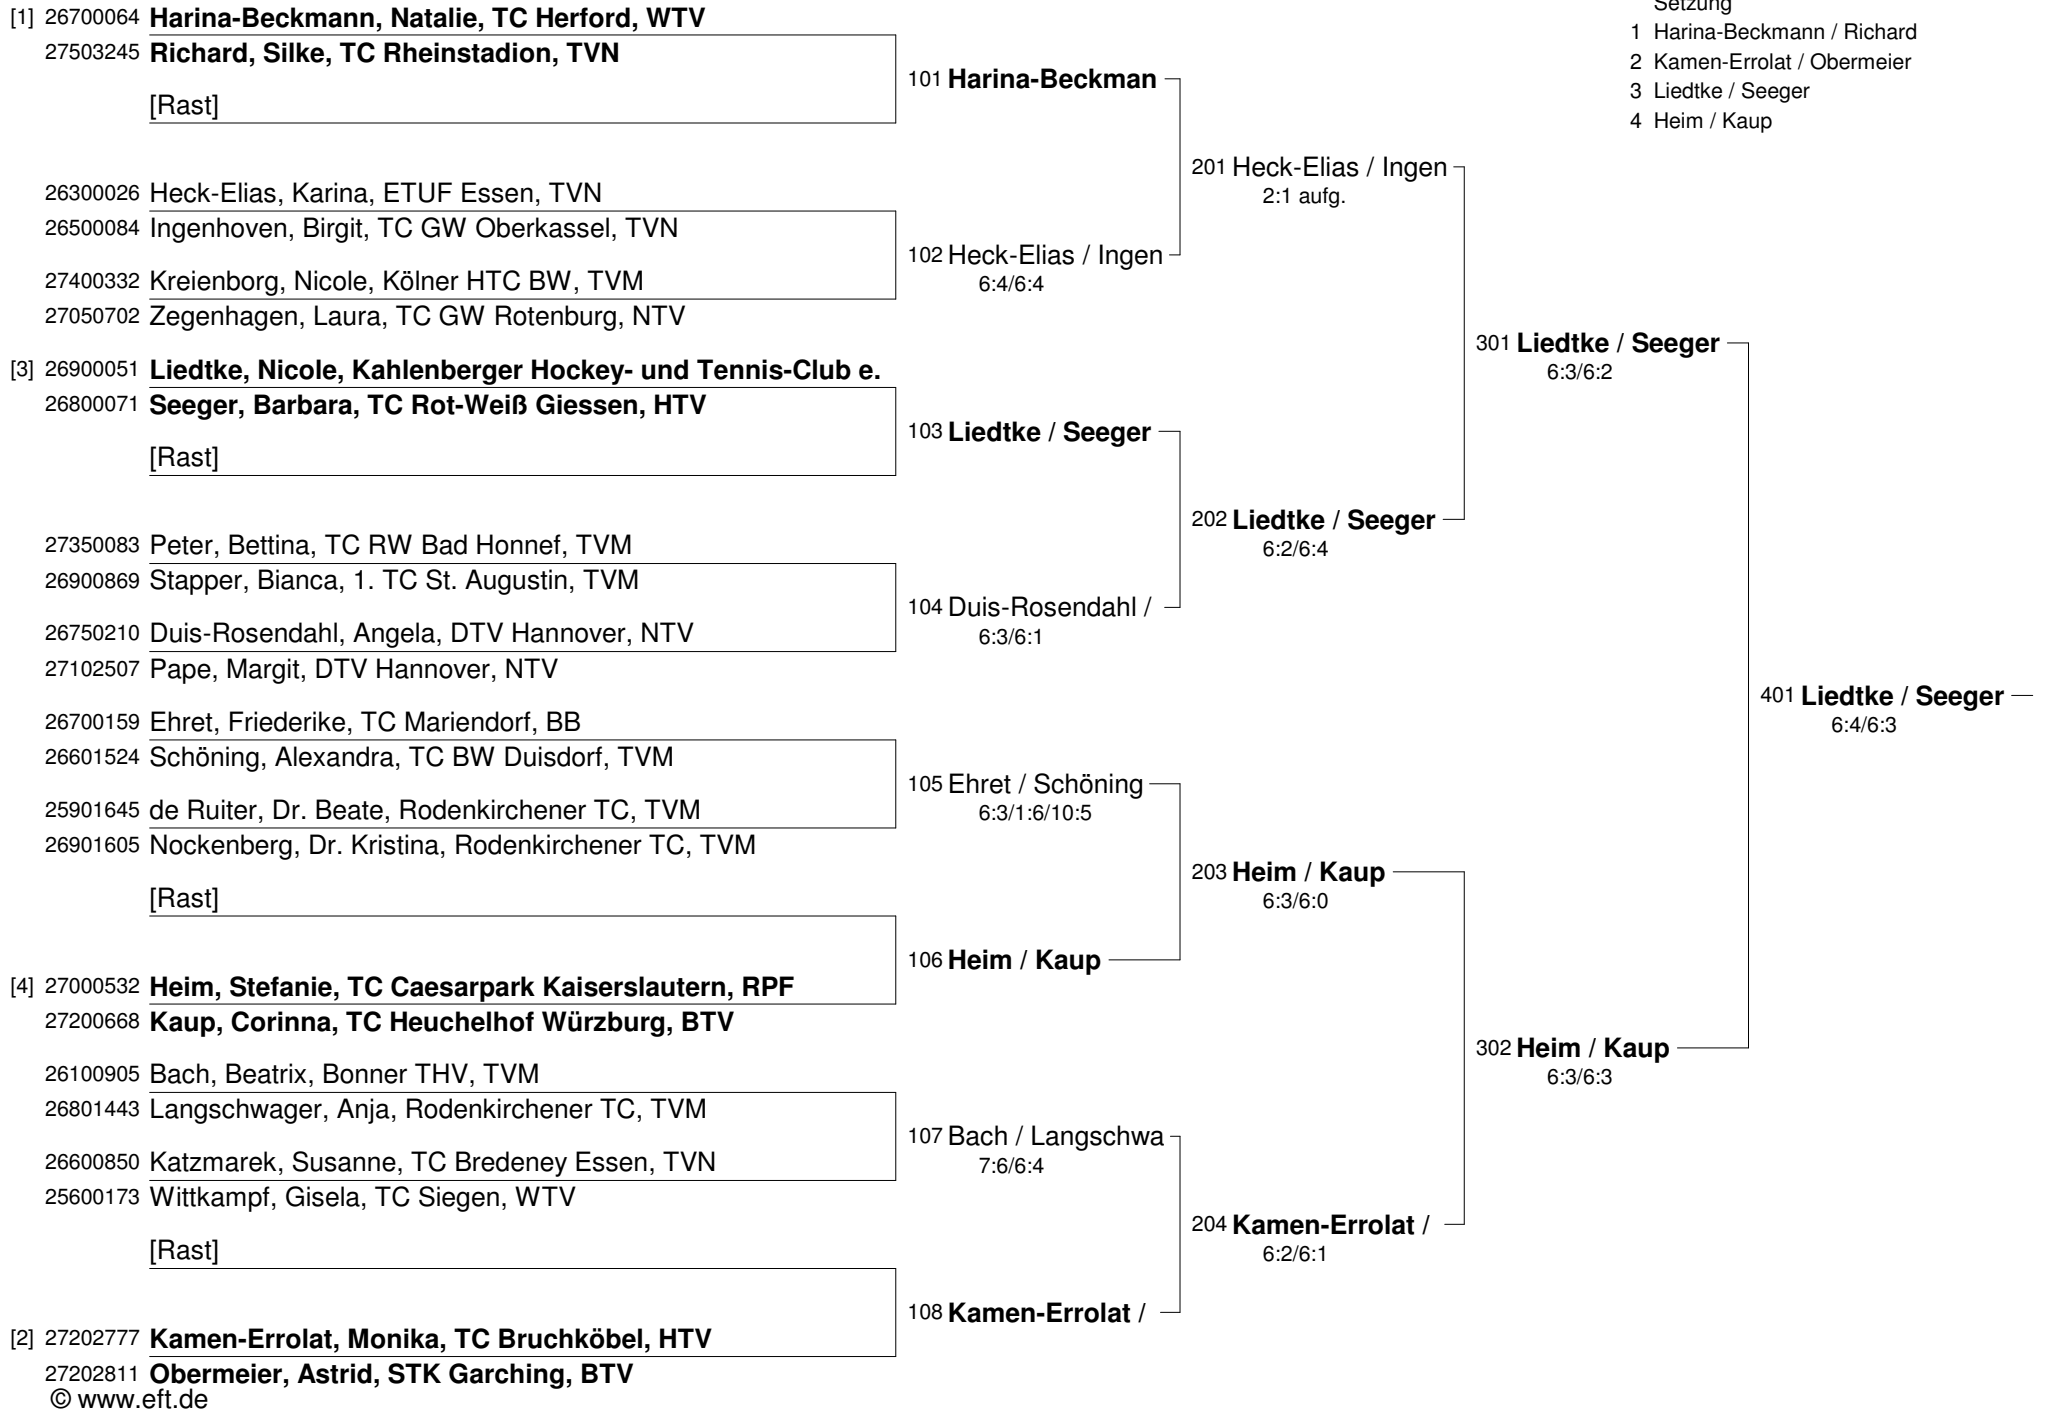 Setzung
1 Harina-Beckmann / Richard
2 Kamen-Errolat / Obermeier
3 Liedtke / Seeger
4 Heim / Kaup
[1] 26700064 Harina-Beckmann, Natalie, TC Herford, WTV
27503245 Richard, Silke, TC Rheinstadion, TVN
[Rast]
26300026 Heck-Elias, Karina, ETUF Essen, TVN
26500084 Ingenhoven, Birgit, TC GW Oberkassel, TVN
27400332 Kreienborg, Nicole, Kölner HTC BW, TVM
27050702 Zegenhagen, Laura, TC GW Rotenburg, NTV
[3] 26900051 Liedtke, Nicole, Kahlenberger Hockey- und Tennis-Club e.
26800071 Seeger, Barbara, TC Rot-Weiß Giessen, HTV
[Rast]
27350083 Peter, Bettina, TC RW Bad Honnef, TVM
26900869 Stapper, Bianca, 1. TC St. Augustin, TVM
26750210 Duis-Rosendahl, Angela, DTV Hannover, NTV
27102507 Pape, Margit, DTV Hannover, NTV
26700159 Ehret, Friederike, TC Mariendorf, BB
26601524 Schöning, Alexandra, TC BW Duisdorf, TVM
25901645 de Ruiter, Dr. Beate, Rodenkirchener TC, TVM
26901605 Nockenberg, Dr. Kristina, Rodenkirchener TC, TVM
[Rast]
[4] 27000532 Heim, Stefanie, TC Caesarpark Kaiserslautern, RPF
27200668 Kaup, Corinna, TC Heuchelhof Würzburg, BTV
26100905 Bach, Beatrix, Bonner THV, TVM
26801443 Langschwager, Anja, Rodenkirchener TC, TVM
26600850 Katzmarek, Susanne, TC Bredeney Essen, TVN
25600173 Wittkampf, Gisela, TC Siegen, WTV
[Rast]
[2] 27202777 Kamen-Errolat, Monika, TC Bruchköbel, HTV
27202811 Obermeier, Astrid, STK Garching, BTV
101 Harina-Beckman
102 Heck-Elias / Ingen
6:4/6:4
103 Liedtke / Seeger
104 Duis-Rosendahl /
6:3/6:1
105 Ehret / Schöning
6:3/1:6/10:5
106 Heim / Kaup
107 Bach / Langschwa
7:6/6:4
108 Kamen-Errolat /
201 Heck-Elias / Ingen
2:1 aufg.
202 Liedtke / Seeger
6:2/6:4
203 Heim / Kaup
6:3/6:0
204 Kamen-Errolat /
6:2/6:1
301 Liedtke / Seeger
6:3/6:2
302 Heim / Kaup
6:3/6:3
401 Liedtke / Seeger
6:4/6:3
© www.eft.de